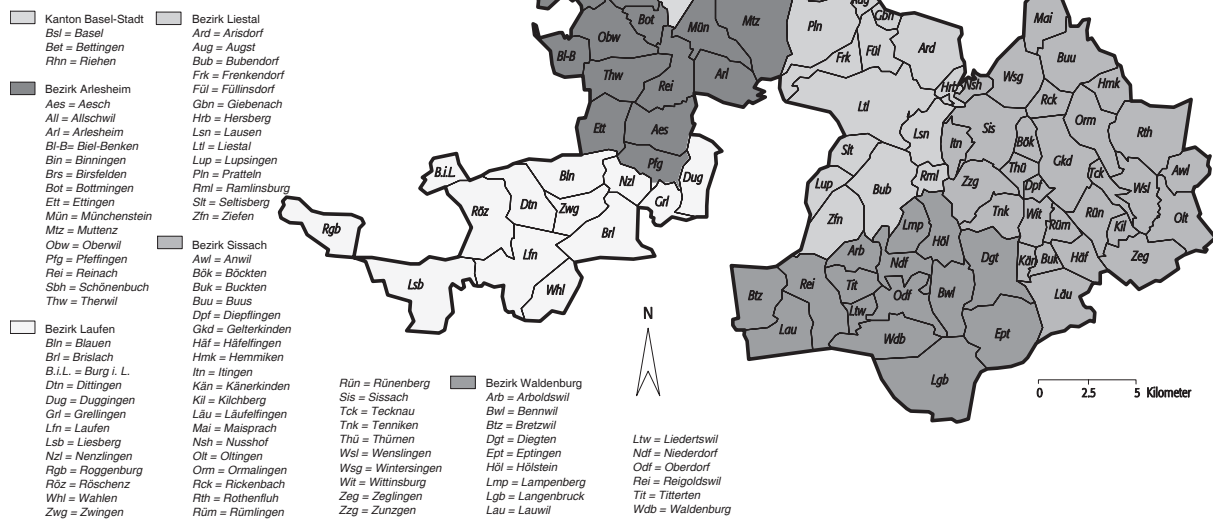 Kanton Basel-Stadt
Bsl = Basel
Bet = Bettingen
Rhn = Riehen
Bezirk Arlesheim
Aes = Aesch
All = Allschwil
Arl = Arlesheim
Bl-B= Biel-Benken
Bin = Binningen
Brs = Birsfelden
Bot = Bottmingen
Ett = Ettingen
Mün = Münchenstein
Mtz = Muttenz
Obw = Oberwil
Pfg = Pfeffingen
Rei = Reinach
Sbh = Schönenbuch
Thw = Therwil
Bezirk Laufen
Bln = Blauen
Brl = Brislach
B.i.L. = Burg i. L.
Dtn = Dittingen
Dug = Duggingen
Grl = Grellingen
Lfn = Laufen
Lsb = Liesberg
Nzl = Nenzlingen
Rgb = Roggenburg
Röz = Röschenz
Whl = Wahlen
Zwg = Zwingen
Bezirk Liestal
Ard = Arisdorf
Aug = Augst
Bub = Bubendorf
Frk = Frenkendorf
Fül = Füllinsdorf
Gbn = Giebenach
Hrb = Hersberg
Lsn = Lausen
Ltl = Liestal
Lup = Lupsingen
Pln = Pratteln
Rml = Ramlinsburg
Slt = Seltisberg
Zfn = Ziefen
Bezirk Sissach
Awl = Anwil
Bök = Böckten
Buk = Buckten
Buu = Buus
Dpf = Diepflingen
Gkd = Gelterkinden
Häf = Häfelfingen
Hmk = Hemmiken
Itn = Itingen
Kän = Känerkinden
Kil = Kilchberg
Läu = Läufelfingen
Mai = Maisprach
Nsh = Nusshof
Olt = Oltingen
Orm = Ormalingen
Rck = Rickenbach
Rth = Rothenfluh
Rüm = Rümlingen
Rün = Rünenberg
Sis = Sissach
Tck = Tecknau
Tnk = Tenniken
Thü = Thürnen
Wsl = Wenslingen
Wsg = Wintersingen
Wit = Wittinsburg
Zeg = Zeglingen
Zzg = Zunzgen
Bezirk Waldenburg
Arb = Arboldswil
Bwl = Bennwil
Btz = Bretzwil
Dgt = Diegten
Ept = Eptingen
Höl = Hölstein
Lmp = Lampenberg
Lgb = Langenbruck
Lau = Lauwil
Ltw = Liedertswil
Ndf = Niederdorf
Odf = Oberdorf
Rei = Reigoldswil
Tit = Titterten
Wdb = Waldenburg
Bot
Obw
Bl-B
Thw
Mün
Mtz
Rei
Arl
Ett
Aes
Pfg
Dug
B.i.L.
Bln
Nzl
Grl
Röz
Dtn
Zwg
Brl
Rgb
Lfn
Lsb
Whl
Pln
Gbn
Frk
Fül
Ard
Hrb
Nsh
Ltl
Lsn
Itn
Slt
Lup
Bub
Rml
Zfn
Mai
Buu
Wsg
Hmk
Rck
Orm
Sis
Rth
Bök
Gkd
Thü
Tck
Awl
Zzg
Dpf
Wsl
Tnk
Wit
Rüm
Rün
Kil
Olt
Kän
Buk
Häf
Zeg
Läu
Lmp
Höl
Arb
Ndf
Dgt
Btz
Rei
Tit
Odf
Bwl
Ltw
Lau
Wdb
Ept
Lgb
N
0 2.5 5 Kilometer